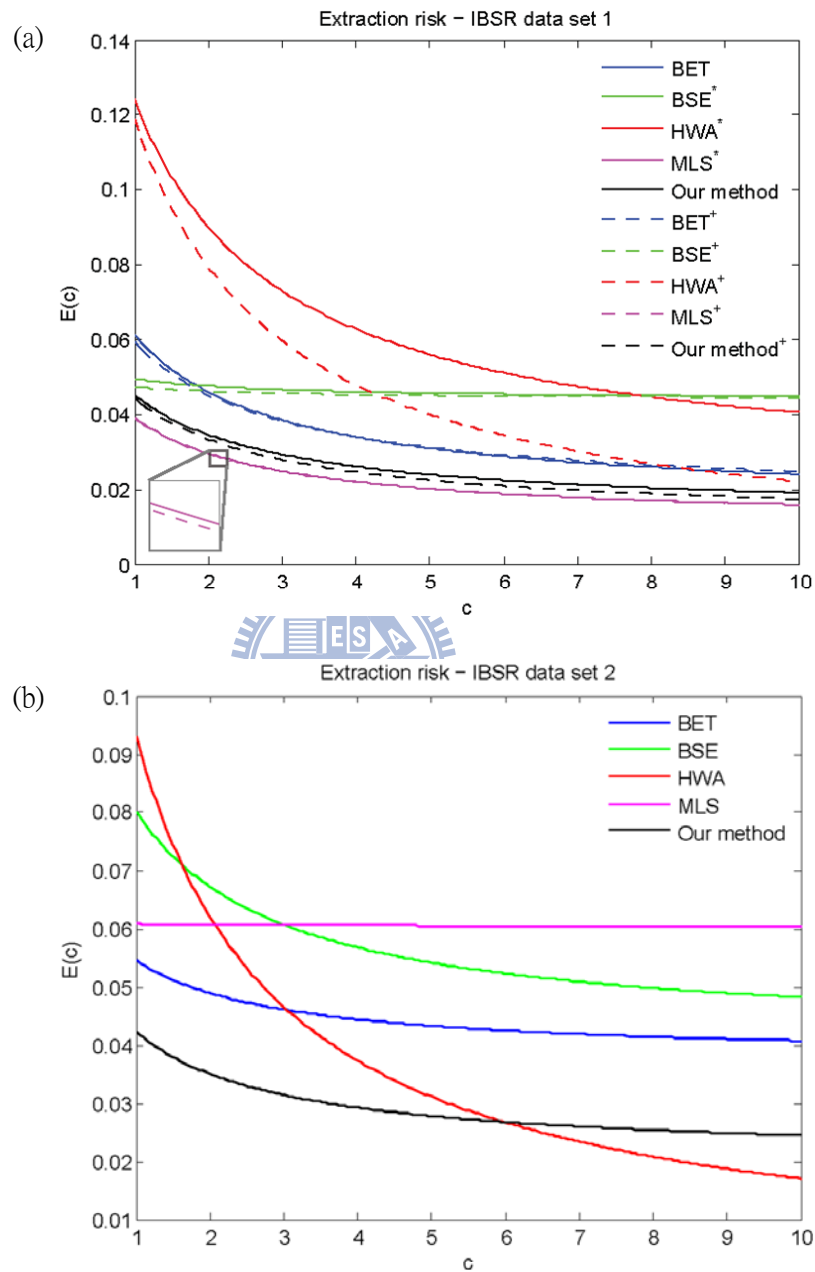 (a)
Extraction risk − IBSR data set 1
0.14
0.12
0.1
0.08
0.06
0.04
0.02
0
E(c)
BET
BSE*
HWA*
MLS*
Our method
BET+
BSE+
HWA+
MLS+
Our method+
1 2 3 4 5 6 7 8 9 10
c
E S A
(b)
Extraction risk − IBSR data set 2
0.1
0.09
0.08
0.07
0.06
0.05
0.04
0.03
0.02
0.01
E(c)
BET
BSE
HWA
MLS
Our method
1 2 3 4 5 6 7 8 9 10
c